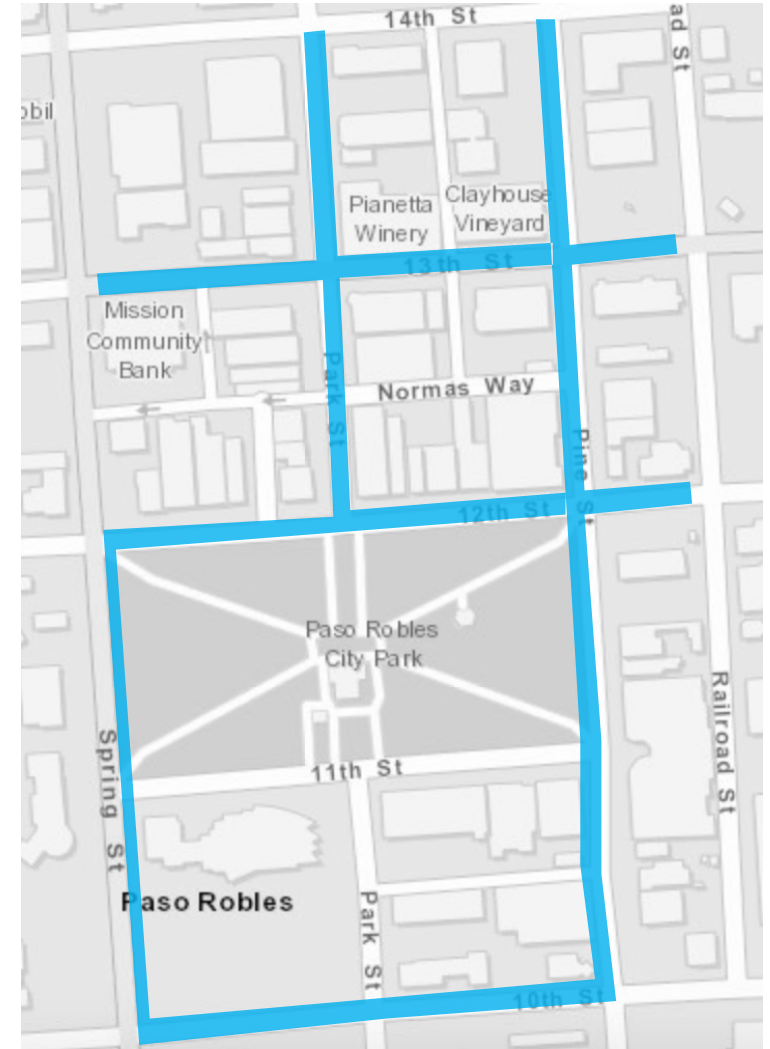 14th St
ad St
obil
Clayhouse
Vineyard
Pianetta
Winery
13th St
Mission
Community
Bank
Park St
Normas Way
Pine St
12th St
Paso Robles
City Park
Railroad St
Spring St
11th St
Paso Robles
Park St
10th St